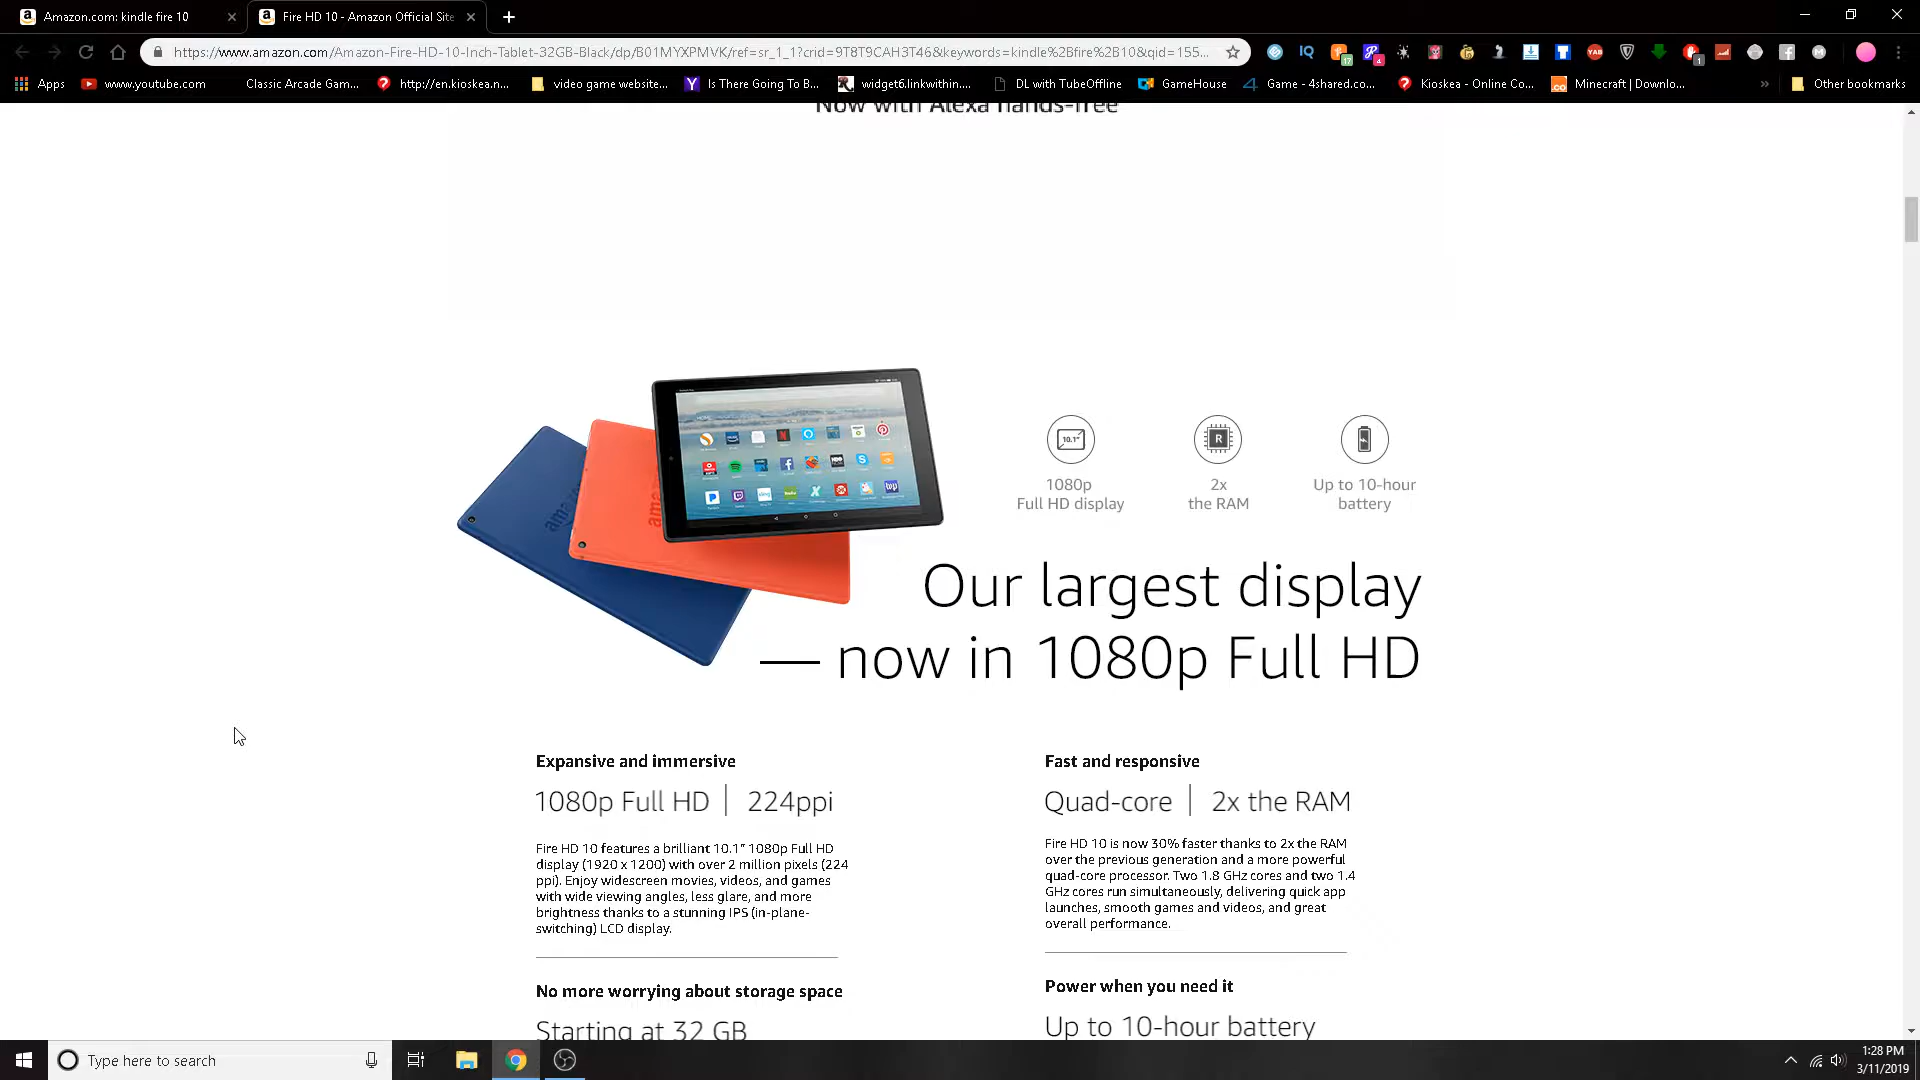 Amazon.com: kindle fire 10
Fire HD 10 - Amazon Official Site
https://www.amazon.com/Amazon-Fire-HD-10-Inch-Tablet-32GB-Black/dp/B01MYXPMVK/ref=sr_1_1?crid=9T8T9CAH3T46&keywords=kindle%2Bfire%2B10&qid=155...
Apps
www.youtube.com
Classic Arcade Gam...
http://en.kioskea.n...
video game website...
Is There Going To B...
widget6.linkwithin....
DL with TubeOffline
GameHouse
Game - 4shared.co...
Kioskea - Online Co...
Minecraft | Downlo...
Other bookmarks
Now with Alexa hands-free
1080p
Full HD display
2x
the RAM
Up to 10-hour
battery
Our largest display
— now in 1080p Full HD
Expansive and immersive
1080p Full HD | 224ppi
Fire HD 10 features a brilliant 10.1" 1080p Full HD
display (1920 x 1200) with over 2 million pixels (224
ppi). Enjoy widescreen movies, videos, and games
with wide viewing angles, less glare, and more
brightness thanks to a stunning IPS (in-plane-
switching) LCD display.
No more worrying about storage space
Starting at 32 GB
Fast and responsive
Quad-core | 2x the RAM
Fire HD 10 is now 30% faster thanks to 2x the RAM
over the previous generation and a more powerful
quad-core processor. Two 1.8 GHz cores and two 1.4
GHz cores run simultaneously, delivering quick app
launches, smooth games and videos, and great
overall performance.
Power when you need it
Up to 10-hour battery
Type here to search
1:28 PM
3/11/2019